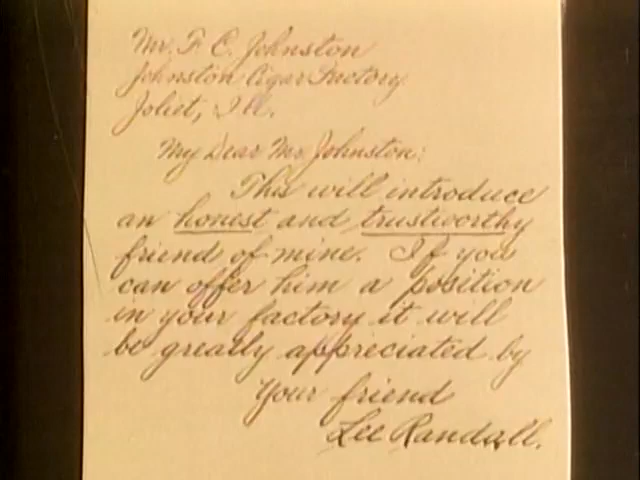 Mr. F. C. Johnston
Johnston Cigar Factory
Joliet, Ill.
My Dear Mr. Johnston:
This will introduce
an honest and trustworthy
friend of mine. If you
can offer him a position
in your factory it will
be greatly appreciated by
Your friend
Lee Randall.